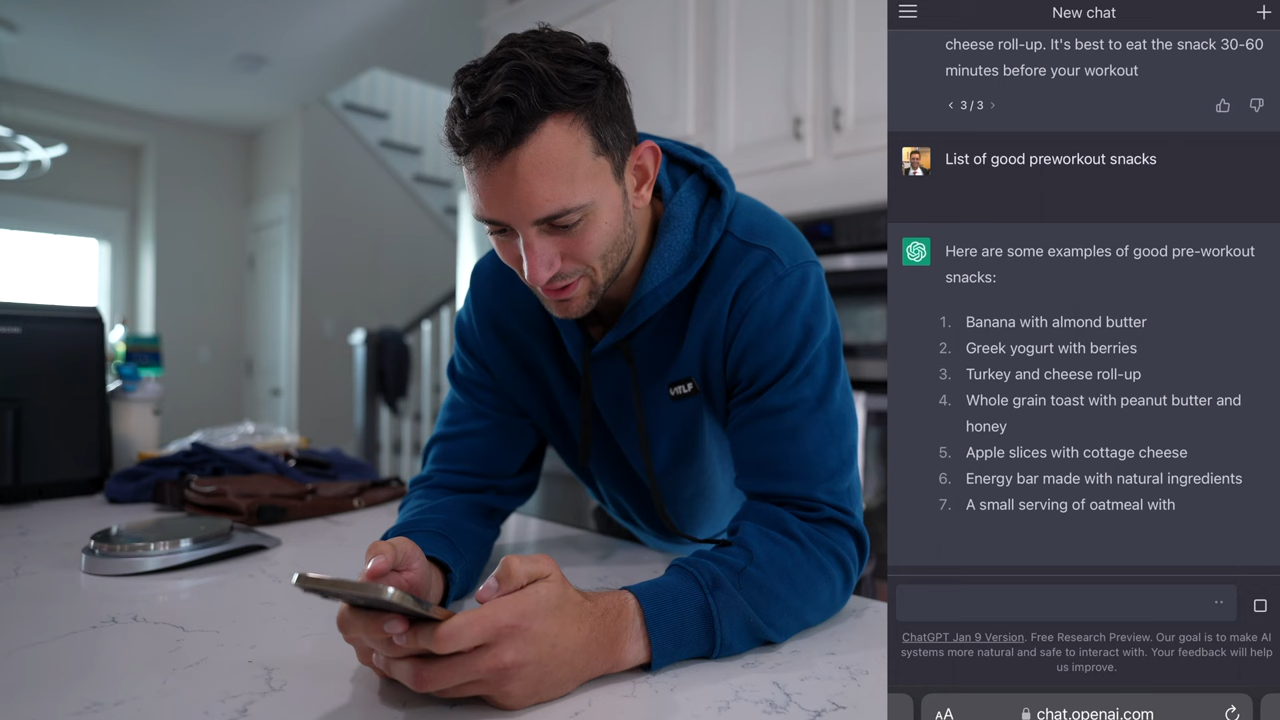 New chat
cheese roll-up. It's best to eat the snack 30-60
minutes before your workout
3 / 3
List of good preworkout snacks
Here are some examples of good pre-workout
snacks:
1. Banana with almond butter
2. Greek yogurt with berries
3. Turkey and cheese roll-up
4. Whole grain toast with peanut butter and
honey
5. Apple slices with cottage cheese
6. Energy bar made with natural ingredients
7. A small serving of oatmeal with
ChatGPT Jan 9 Version. Free Research Preview. Our goal is to make AI
systems more natural and safe to interact with. Your feedback will help
us improve.
AA
chat.openai.com